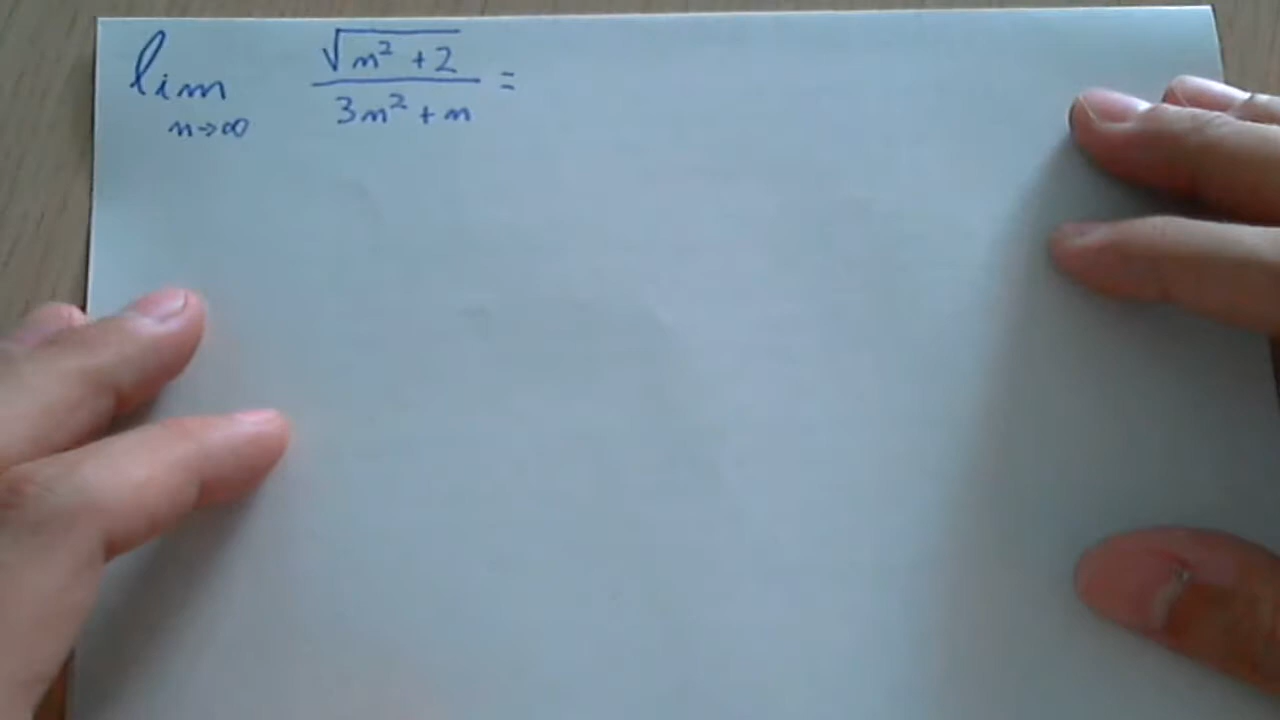 lim √(n² + 2) / (3n² + n) =
n→∞